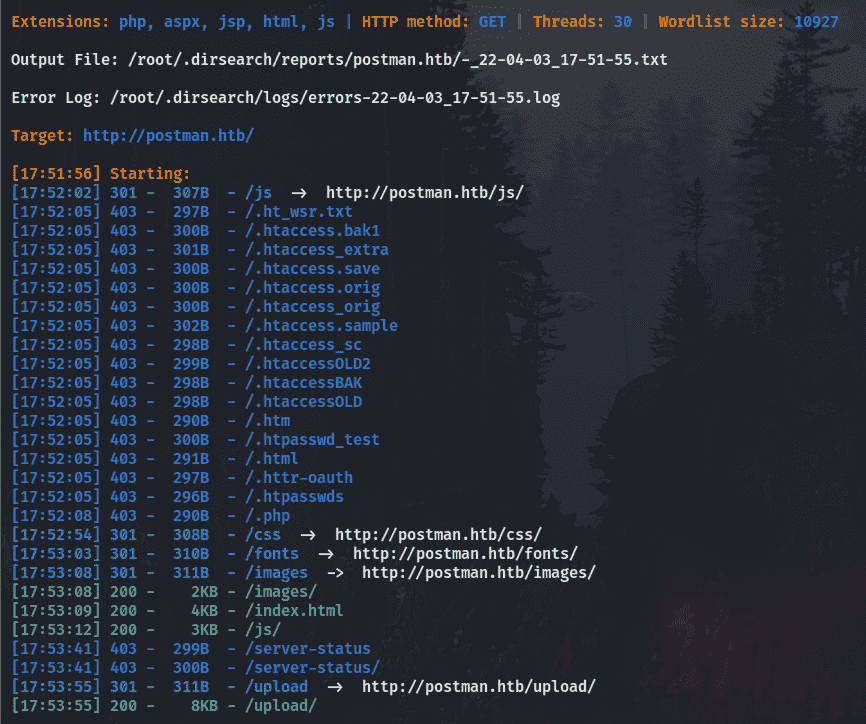 Extensions: php, aspx, jsp, html, js | HTTP method: GET | Threads: 30 | Wordlist size: 10927
Output File: /root/.dirsearch/reports/postman.htb/-_22-04-03_17-51-55.txt
Error Log: /root/.dirsearch/logs/errors-22-04-03_17-51-55.log
Target: http://postman.htb/
[17:51:56] Starting:
[17:52:02] 301 - 307B - /js -> http://postman.htb/js/
[17:52:05] 403 - 297B - /.ht_wsr.txt
[17:52:05] 403 - 300B - /.htaccess.bak1
[17:52:05] 403 - 301B - /.htaccess_extra
[17:52:05] 403 - 300B - /.htaccess.save
[17:52:05] 403 - 300B - /.htaccess.orig
[17:52:05] 403 - 300B - /.htaccess_orig
[17:52:05] 403 - 302B - /.htaccess.sample
[17:52:05] 403 - 298B - /.htaccess_sc
[17:52:05] 403 - 299B - /.htaccessOLD2
[17:52:05] 403 - 298B - /.htaccessBAK
[17:52:05] 403 - 298B - /.htaccessOLD
[17:52:05] 403 - 290B - /.htm
[17:52:05] 403 - 300B - /.htpasswd_test
[17:52:05] 403 - 291B - /.html
[17:52:05] 403 - 297B - /.httr-oauth
[17:52:05] 403 - 296B - /.htpasswds
[17:52:08] 403 - 290B - /.php
[17:52:54] 301 - 308B - /css -> http://postman.htb/css/
[17:53:03] 301 - 310B - /fonts -> http://postman.htb/fonts/
[17:53:08] 301 - 311B - /images -> http://postman.htb/images/
[17:53:08] 200 - 2KB - /images/
[17:53:09] 200 - 4KB - /index.html
[17:53:12] 200 - 3KB - /js/
[17:53:41] 403 - 299B - /server-status
[17:53:41] 403 - 300B - /server-status/
[17:53:55] 301 - 311B - /upload -> http://postman.htb/upload/
[17:53:55] 200 - 8KB - /upload/